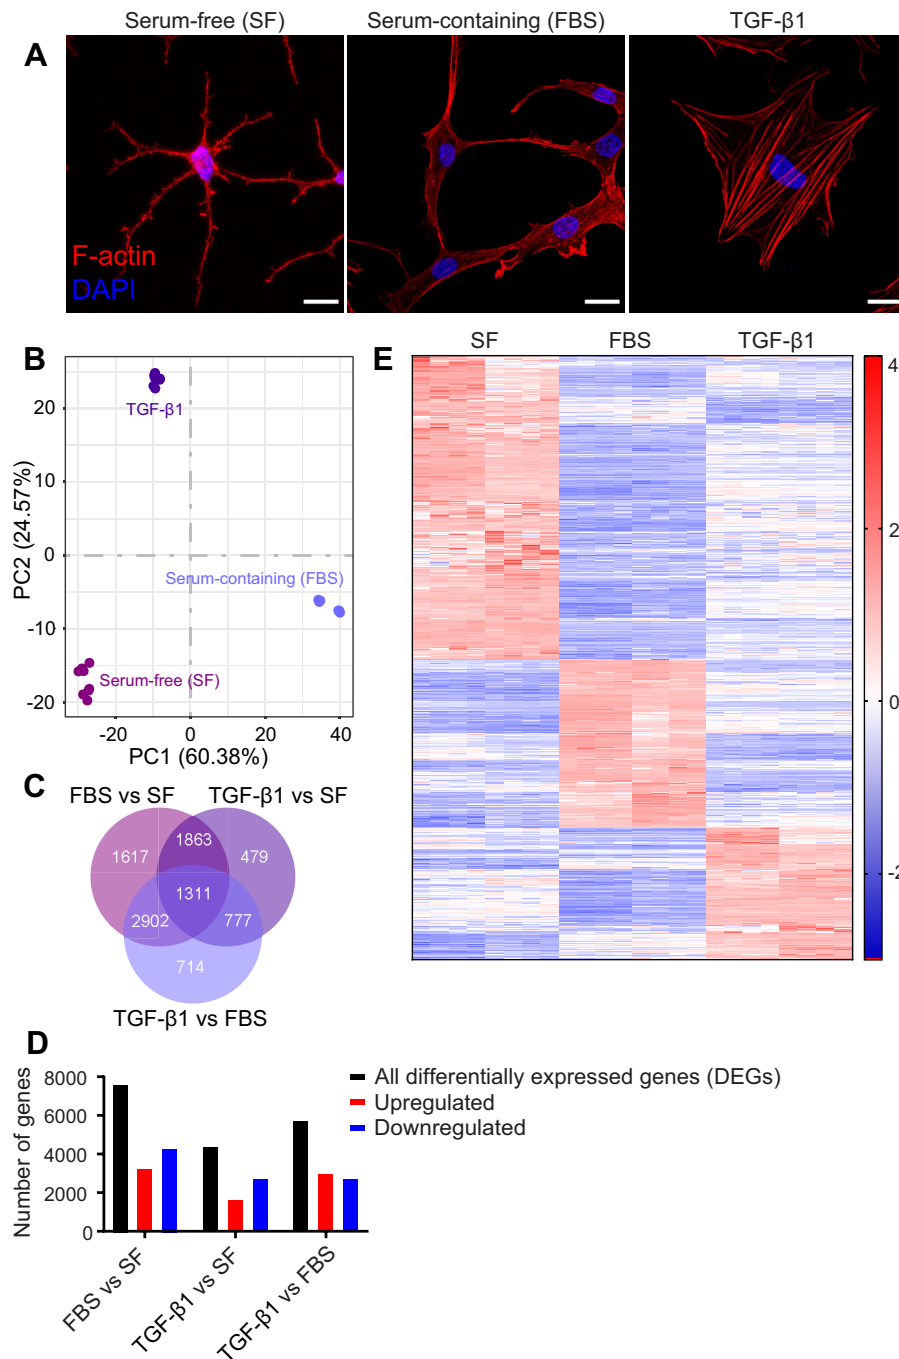 Serum-free (SF) Serum-containing (FBS) TGF-β1
A
F-actin
DAPI
B
20
10
0
-10
-20
PC2 (24.57%)
TGF-β1
Serum-containing (FBS)
Serum-free (SF)
-20 0 20 40
PC1 (60.38%)
C
FBS vs SF TGF-β1 vs SF
1617 1863 479
1311
2902 777
714
TGF-β1 vs FBS
D
Number of genes
8000
6000
4000
2000
0
FBS vs SF
TGF-β1 vs SF
TGF-β1 vs FBS
All differentially expressed genes (DEGs)
Upregulated
Downregulated
E
SF FBS TGF-β1
4
2
0
-2